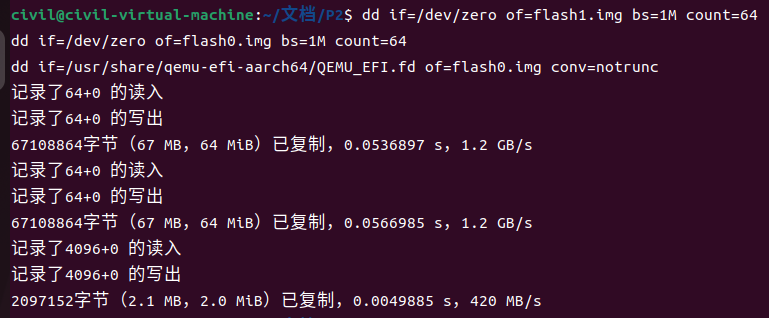 civil@civil-virtual-machine:~/文档/P2$ dd if=/dev/zero of=flash1.img bs=1M count=64
dd if=/dev/zero of=flash0.img bs=1M count=64
dd if=/usr/share/qemu-efi-aarch64/QEMU_EFI.fd of=flash0.img conv=notrunc
记录了64+0 的读入
记录了64+0 的写出
67108864字节（67 MB，64 MiB）已复制，0.0536897 s，1.2 GB/s
记录了64+0 的读入
记录了64+0 的写出
67108864字节（67 MB，64 MiB）已复制，0.0566985 s，1.2 GB/s
记录了4096+0 的读入
记录了4096+0 的写出
2097152字节（2.1 MB，2.0 MiB）已复制，0.0049885 s，420 MB/s